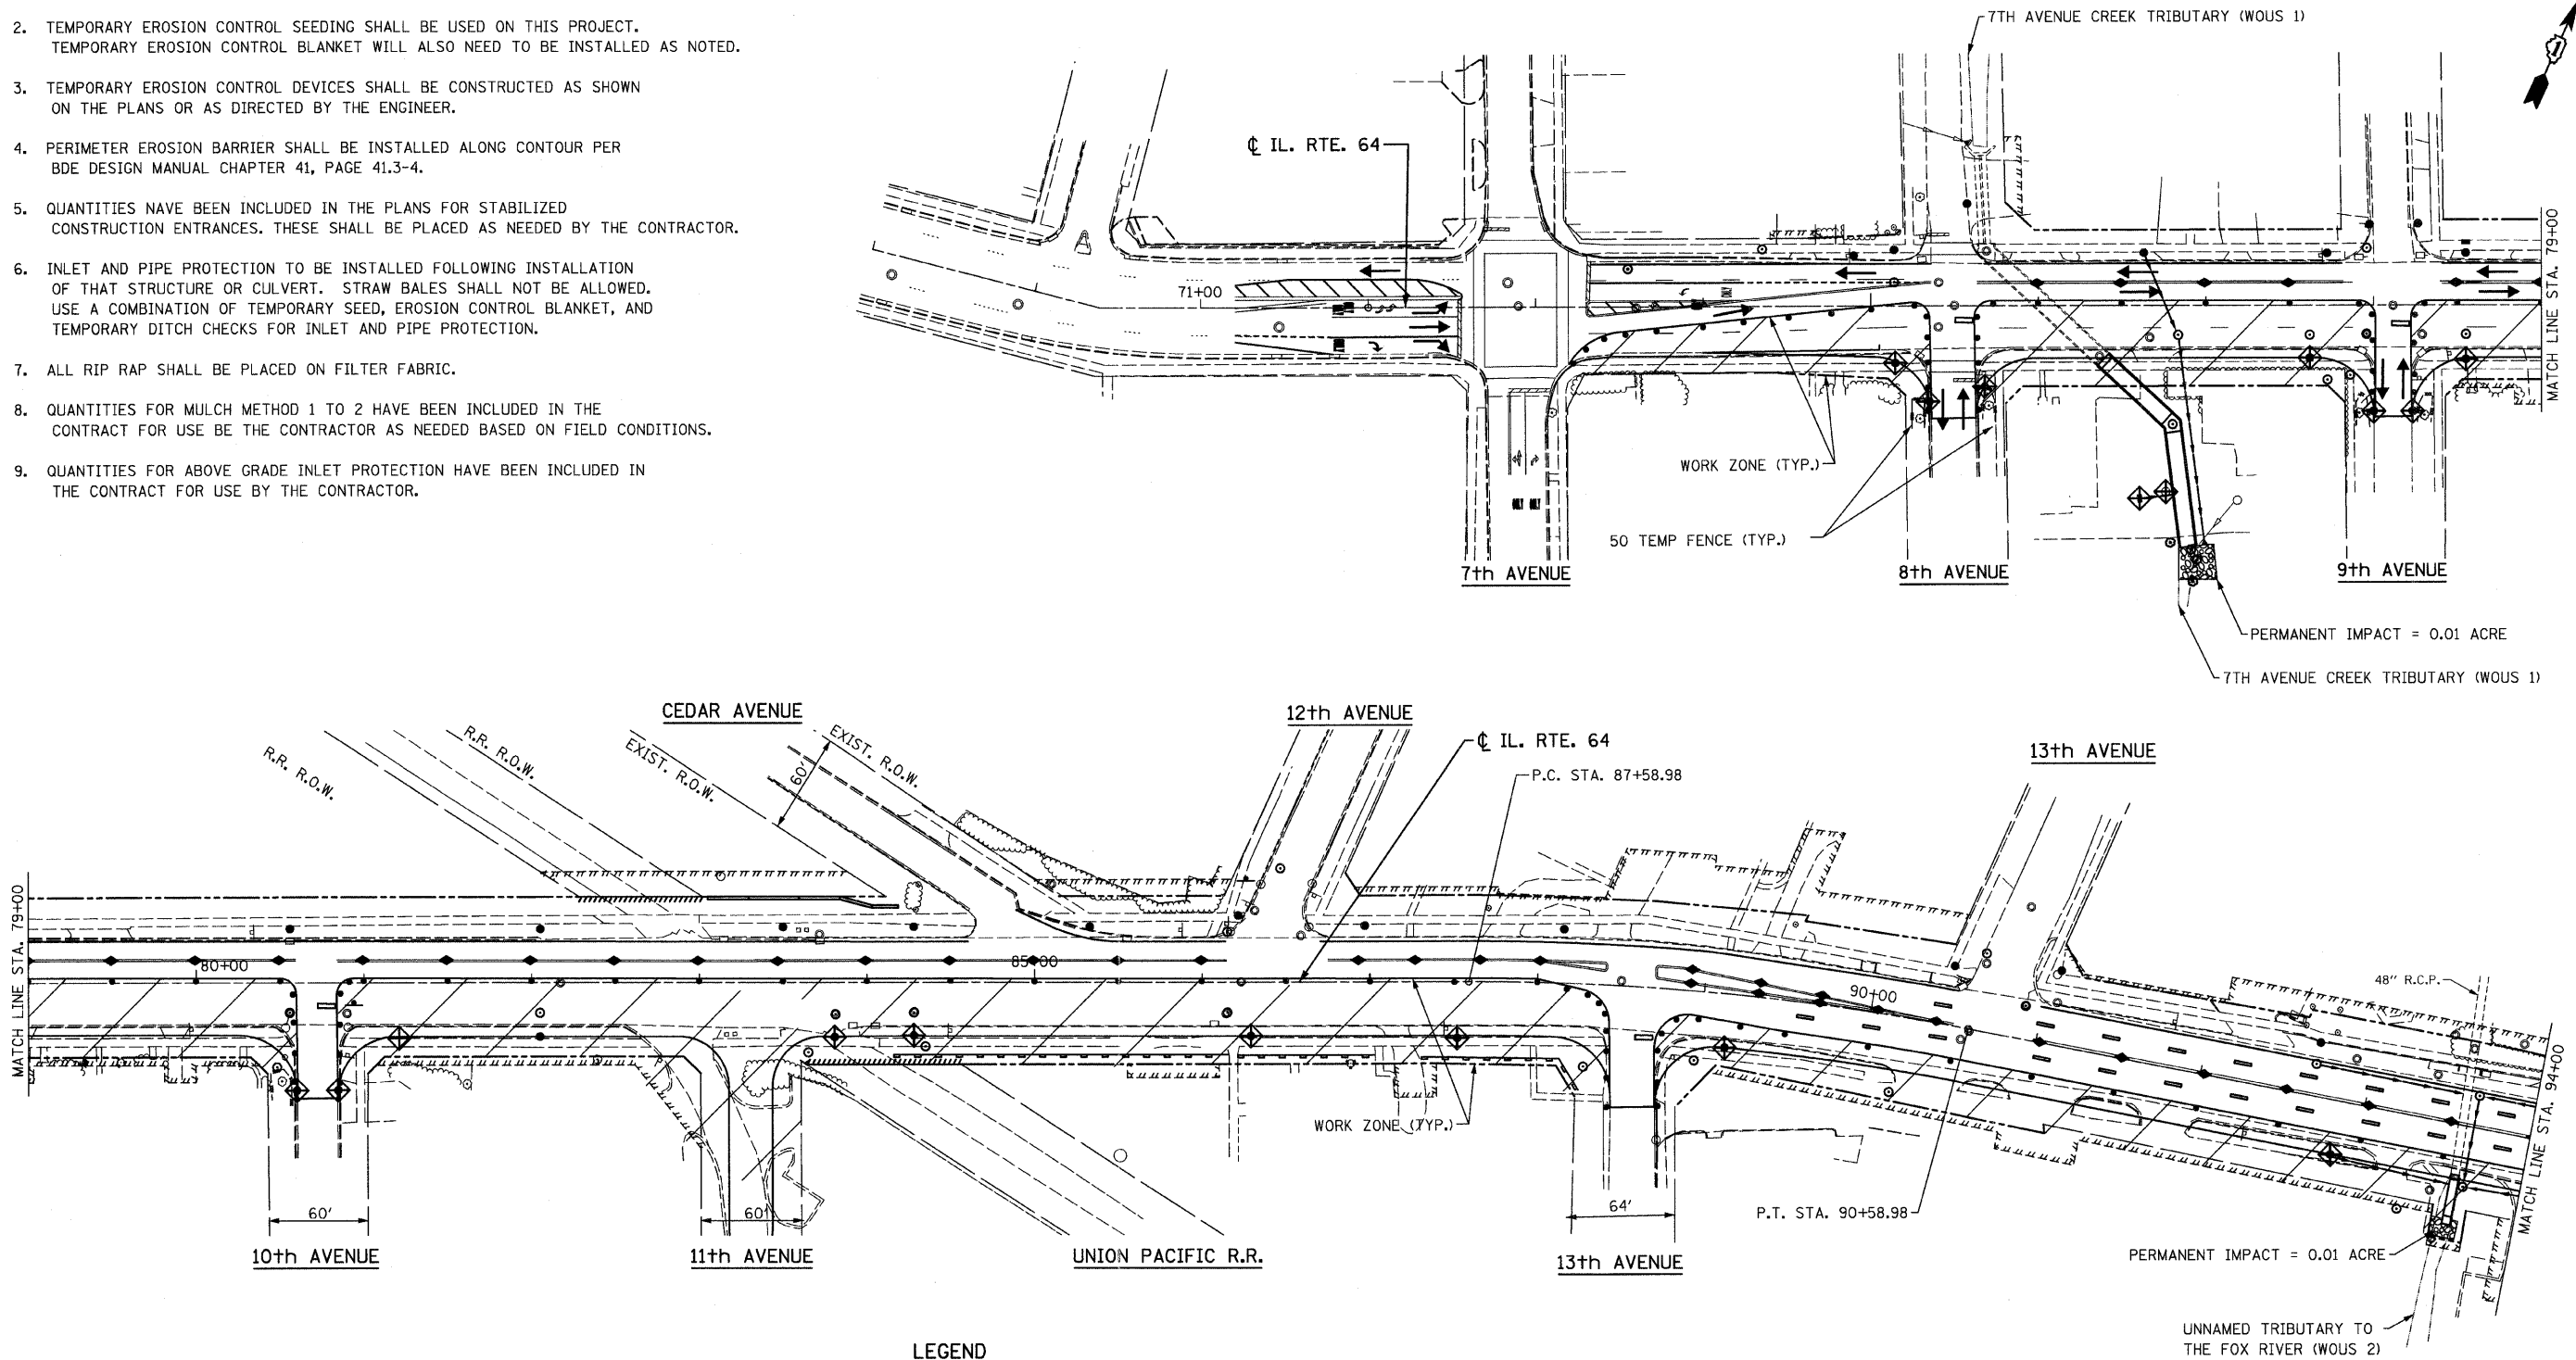 2. TEMPORARY EROSION CONTROL SEEDING SHALL BE USED ON THIS PROJECT.
TEMPORARY EROSION CONTROL BLANKET WILL ALSO NEED TO BE INSTALLED AS NOTED.
3. TEMPORARY EROSION CONTROL DEVICES SHALL BE CONSTRUCTED AS SHOWN
ON THE PLANS OR AS DIRECTED BY THE ENGINEER.
4. PERIMETER EROSION BARRIER SHALL BE INSTALLED ALONG CONTOUR PER
BDE DESIGN MANUAL CHAPTER 41, PAGE 41.3-4.
5. QUANTITIES NAVE BEEN INCLUDED IN THE PLANS FOR STABILIZED
CONSTRUCTION ENTRANCES. THESE SHALL BE PLACED AS NEEDED BY THE CONTRACTOR.
6. INLET AND PIPE PROTECTION TO BE INSTALLED FOLLOWING INSTALLATION
OF THAT STRUCTURE OR CULVERT. STRAW BALES SHALL NOT BE ALLOWED.
USE A COMBINATION OF TEMPORARY SEED, EROSION CONTROL BLANKET, AND
TEMPORARY DITCH CHECKS FOR INLET AND PIPE PROTECTION.
7. ALL RIP RAP SHALL BE PLACED ON FILTER FABRIC.
8. QUANTITIES FOR MULCH METHOD 1 TO 2 HAVE BEEN INCLUDED IN THE
CONTRACT FOR USE BE THE CONTRACTOR AS NEEDED BASED ON FIELD CONDITIONS.
9. QUANTITIES FOR ABOVE GRADE INLET PROTECTION HAVE BEEN INCLUDED IN
THE CONTRACT FOR USE BY THE CONTRACTOR.
7TH AVENUE CREEK TRIBUTARY (WOUS 1)
1
℄ IL. RTE. 64
71+00
MATCH LINE STA. 79+00
WORK ZONE (TYP.)
50 TEMP FENCE (TYP.)
ONLY ONLY
7th AVENUE
8th AVENUE
9th AVENUE
PERMANENT IMPACT = 0.01 ACRE
7TH AVENUE CREEK TRIBUTARY (WOUS 1)
CEDAR AVENUE
12th AVENUE
13th AVENUE
R.R. R.O.W.
R.R. R.O.W.
EXIST. R.O.W.
60'
EXIST. R.O.W.
℄ IL. RTE. 64
P.C. STA. 87+58.98
MATCH LINE STA. 79+00
80+00
85+00
90+00
48" R.C.P.
MATCH LINE STA. 94+00
WORK ZONE (TYP.)
60'
60'
64'
P.T. STA. 90+58.98
10th AVENUE
11th AVENUE
UNION PACIFIC R.R.
13th AVENUE
PERMANENT IMPACT = 0.01 ACRE
UNNAMED TRIBUTARY TO
THE FOX RIVER (WOUS 2)
LEGEND